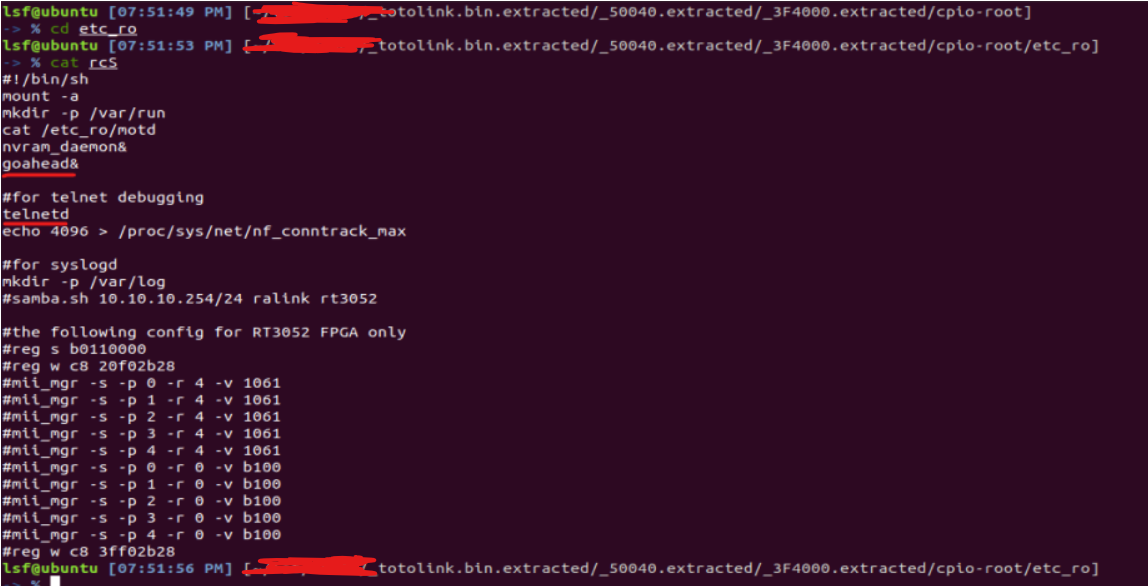 lsf@ubuntu [07:51:49 PM] [~/ _totolink.bin.extracted/_50040.extracted/_3F4000.extracted/cpio-root]
-> % cd etc_ro
lsf@ubuntu [07:51:53 PM] [~/ _totolink.bin.extracted/_50040.extracted/_3F4000.extracted/cpio-root/etc_ro]
-> % cat rcS
#!/bin/sh
mount -a
mkdir -p /var/run
cat /etc_ro/motd
nvram_daemon&
goahead&
#for telnet debugging
telnetd
echo 4096 > /proc/sys/net/nf_conntrack_max
#for syslogd
mkdir -p /var/log
#samba.sh 10.10.10.254/24 ralink rt3052
#the following config for RT3052 FPGA only
#reg s b0110000
#reg w c8 20f02b28
#mii_mgr -s -p 0 -r 4 -v 1061
#mii_mgr -s -p 1 -r 4 -v 1061
#mii_mgr -s -p 2 -r 4 -v 1061
#mii_mgr -s -p 3 -r 4 -v 1061
#mii_mgr -s -p 4 -r 4 -v 1061
#mii_mgr -s -p 0 -r 0 -v b100
#mii_mgr -s -p 1 -r 0 -v b100
#mii_mgr -s -p 2 -r 0 -v b100
#mii_mgr -s -p 3 -r 0 -v b100
#mii_mgr -s -p 4 -r 0 -v b100
#reg w c8 3ff02b28
lsf@ubuntu [07:51:56 PM] [~/ _totolink.bin.extracted/_50040.extracted/_3F4000.extracted/cpio-root/etc_ro]
-> %